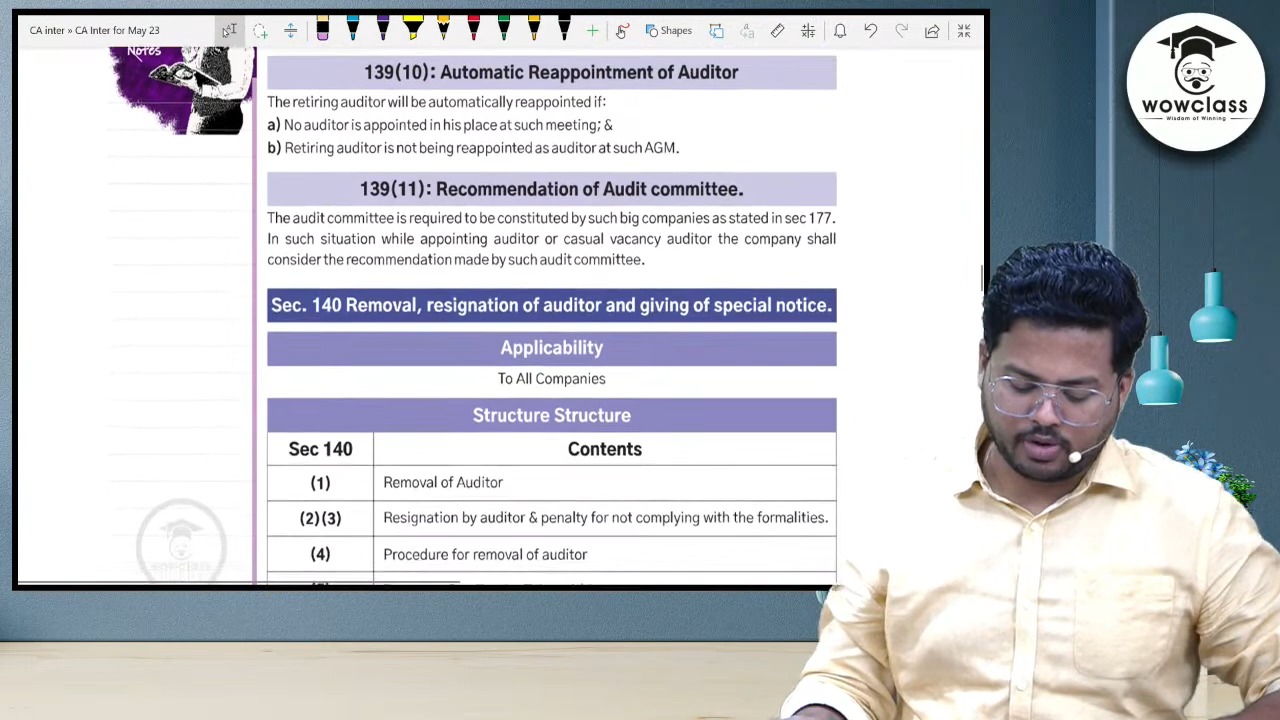 CA inter » CA Inter for May 23
Shapes
wowclass
Wisdom of Winning
Notes
139(10): Automatic Reappointment of Auditor
The retiring auditor will be automatically reappointed if:
a) No auditor is appointed in his place at such meeting; &
b) Retiring auditor is not being reappointed as auditor at such AGM.
139(11): Recommendation of Audit committee.
The audit committee is required to be constituted by such big companies as stated in sec 177.
In such situation while appointing auditor or casual vacancy auditor the company shall
consider the recommendation made by such audit committee.
Sec. 140 Removal, resignation of auditor and giving of special notice.
Applicability
To All Companies
Structure Structure
Sec 140 Contents
(1) Removal of Auditor
(2)(3) Resignation by auditor & penalty for not complying with the formalities.
(4) Procedure for removal of auditor